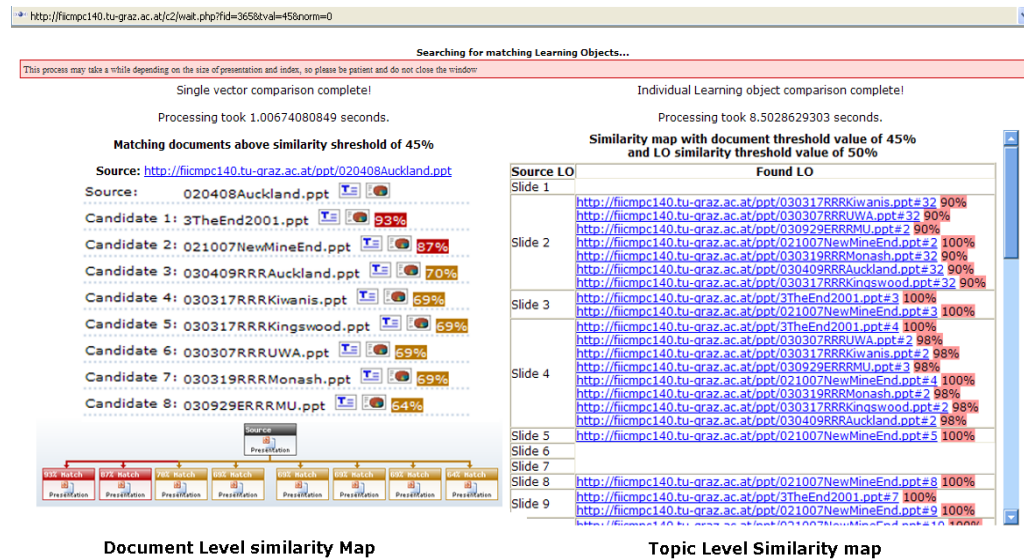 http://fiicmpc140.tu-graz.ac.at/c2/wait.php?fid=365&tval=45&norm=0
Searching for matching Learning Objects...
This process may take a while depending on the size of presentation and index, so please be patient and do not close the window
Single vector comparison complete!
Processing took 1.00674080849 seconds.
Matching documents above similarity shreshold of 45%
Source: http://fiicmpc140.tu-graz.ac.at/ppt/020408Auckland.ppt
Source: 020408Auckland.ppt
Candidate 1: 3TheEnd2001.ppt 93%
Candidate 2: 021007NewMineEnd.ppt 87%
Candidate 3: 030409RRRAuckland.ppt 70%
Candidate 4: 030317RRRKiwanis.ppt 69%
Candidate 5: 030317RRRKingswood.ppt 69%
Candidate 6: 030307RRRUWA.ppt 69%
Candidate 7: 030319RRRMonash.ppt 69%
Candidate 8: 030929ERRRMU.ppt 64%
Source
Presentation
93% Match 87% Match 70% Match 69% Match 69% Match 69% Match 69% Match 64% Match
Presentation Presentation Presentation Presentation Presentation Presentation Presentation Presentation
Document Level similarity Map
Individual Learning object comparison complete!
Processing took 8.5028629303 seconds.
Similarity map with document threshold value of 45%
and LO similarity threshold value of 50%
Source LO Found LO
Slide 1
Slide 2
http://fiicmpc140.tu-graz.ac.at/ppt/030317RRRKiwanis.ppt#32 90%
http://fiicmpc140.tu-graz.ac.at/ppt/030307RRRUWA.ppt#32 90%
http://fiicmpc140.tu-graz.ac.at/ppt/030929ERRRMU.ppt#2 90%
http://fiicmpc140.tu-graz.ac.at/ppt/021007NewMineEnd.ppt#2 100%
http://fiicmpc140.tu-graz.ac.at/ppt/030319RRRMonash.ppt#32 90%
http://fiicmpc140.tu-graz.ac.at/ppt/030409RRRAuckland.ppt#32 90%
http://fiicmpc140.tu-graz.ac.at/ppt/030317RRRKingswood.ppt#32 90%
Slide 3
http://fiicmpc140.tu-graz.ac.at/ppt/3TheEnd2001.ppt#3 100%
http://fiicmpc140.tu-graz.ac.at/ppt/021007NewMineEnd.ppt#3 100%
Slide 4
http://fiicmpc140.tu-graz.ac.at/ppt/3TheEnd2001.ppt#4 100%
http://fiicmpc140.tu-graz.ac.at/ppt/030307RRRUWA.ppt#2 98%
http://fiicmpc140.tu-graz.ac.at/ppt/030317RRRKiwanis.ppt#2 98%
http://fiicmpc140.tu-graz.ac.at/ppt/030929ERRRMU.ppt#3 98%
http://fiicmpc140.tu-graz.ac.at/ppt/021007NewMineEnd.ppt#4 100%
http://fiicmpc140.tu-graz.ac.at/ppt/030319RRRMonash.ppt#2 98%
http://fiicmpc140.tu-graz.ac.at/ppt/030317RRRKingswood.ppt#2 98%
http://fiicmpc140.tu-graz.ac.at/ppt/030409RRRAuckland.ppt#2 98%
Slide 5 http://fiicmpc140.tu-graz.ac.at/ppt/021007NewMineEnd.ppt#5 100%
Slide 6
Slide 7
Slide 8 http://fiicmpc140.tu-graz.ac.at/ppt/021007NewMineEnd.ppt#8 100%
Slide 9
http://fiicmpc140.tu-graz.ac.at/ppt/3TheEnd2001.ppt#7 100%
http://fiicmpc140.tu-graz.ac.at/ppt/021007NewMineEnd.ppt#9 100%
http://fiicmpc140.tu-graz.ac.at/ppt/021007NewMineEnd.ppt#10 100%
Topic Level Similarity map